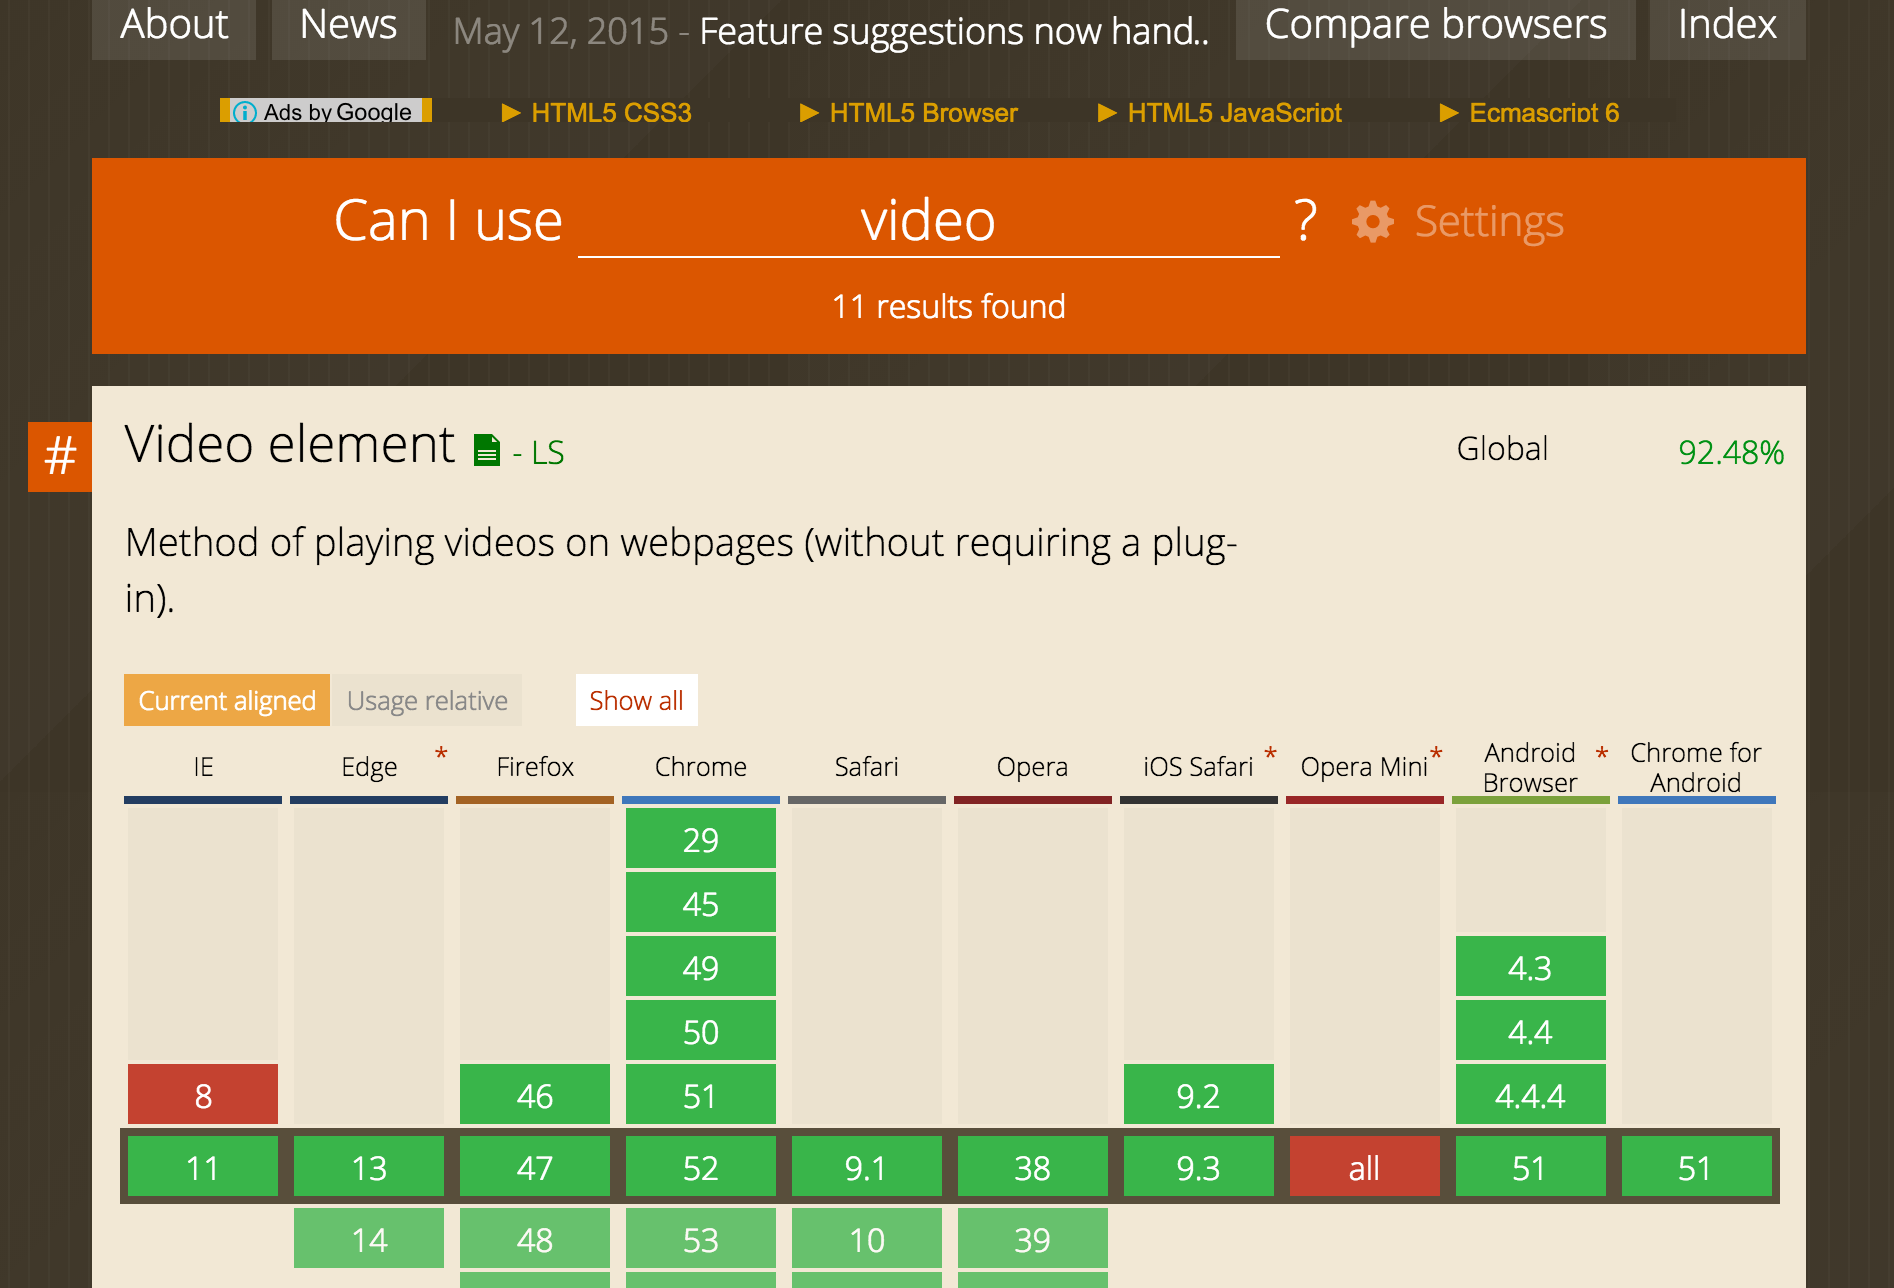 About News May 12, 2015 - Feature suggestions now hand.. Compare browsers Index
Ads by Google ▶ HTML5 CSS3 ▶ HTML5 Browser ▶ HTML5 JavaScript ▶ Ecmascript 6
Can I use video ? Settings
11 results found
# Video element - LS Global 92.48%
Method of playing videos on webpages (without requiring a plug-
in).
Current aligned Usage relative Show all
IE Edge * Firefox Chrome Safari Opera iOS Safari * Opera Mini * Android Browser * Chrome for Android
29
45
49 4.3
50 4.4
8 46 51 9.2 4.4.4
11 13 47 52 9.1 38 9.3 all 51 51
14 48 53 10 39